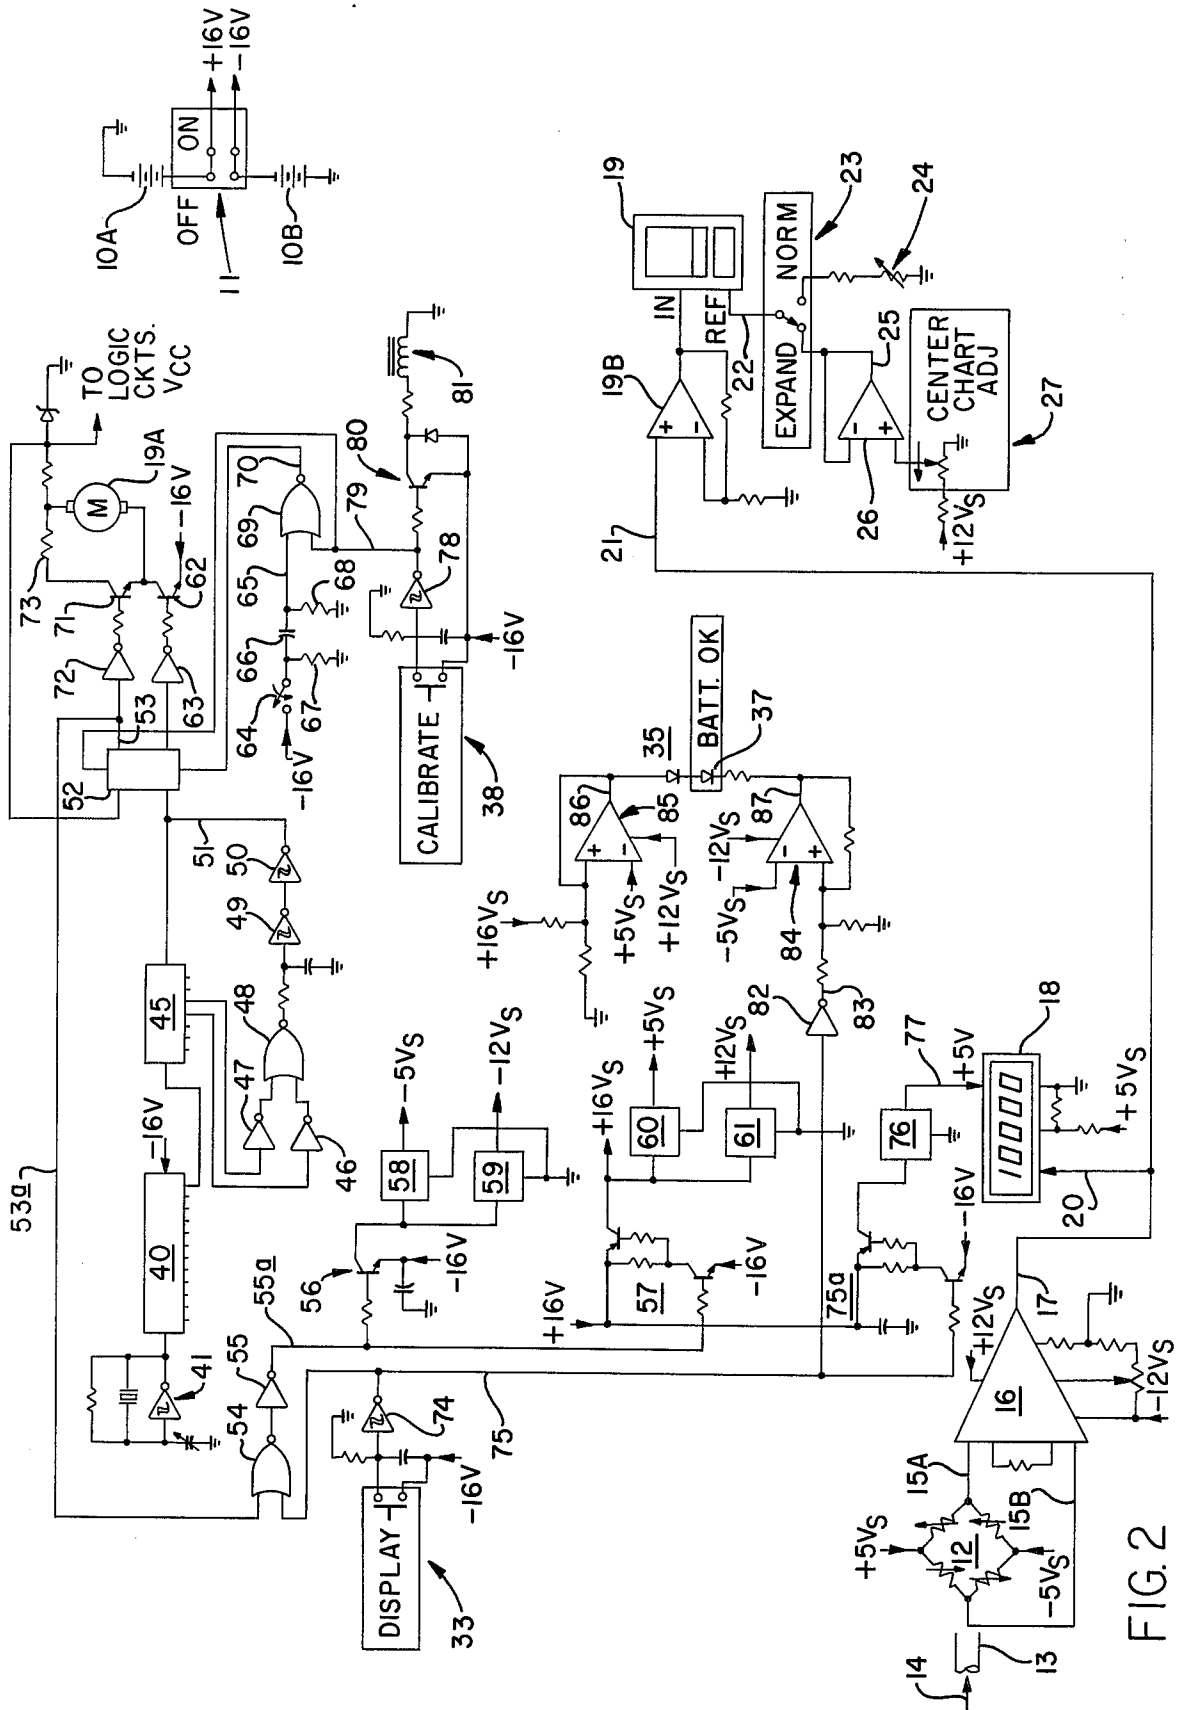 10A
OFF
ON
+16V
-16V
11
10B
TO
LOGIC
CKTS.
VCC
73
71
72
M
19A
-16V
62
63
53
52
53a
51
50
49
48
47
46
45
40
-16V
41
55
54
55a
64
66
65
67
68
69
70
-16V
79
80
81
78
-16V
CALIBRATE
38
DISPLAY
33
74
75
-16V
56
-16V
58
59
-5VS
-12VS
+16V
57
-16V
+16VS
60
61
+5VS
+12VS
75a
-16V
76
77
+5V
18
10000
20
+5VS
82
83
84
-5VS
-12VS
87
+16VS
+5VS
+12VS
85
86
35
BATT. OK
37
21
19B
19
IN
REF
22
EXPAND
NORM
23
24
25
26
CENTER
CHART
ADJ
27
+12VS
14
13
12
+5VS
-5VS
15A
15B
16
+12VS
-12VS
17
FIG. 2